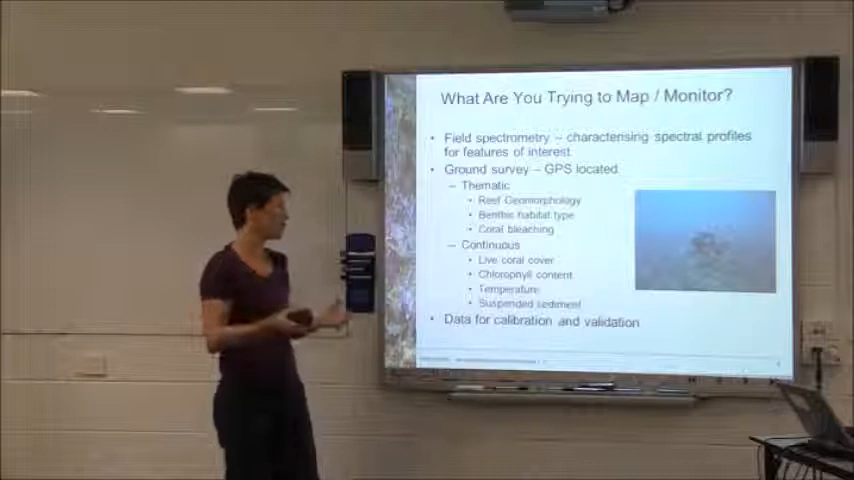 What Are You Trying to Map / Monitor?
• Field spectrometry – characterising spectral profiles
for features of interest
• Ground survey – GPS located
– Thematic
• Reef Geomorphology
• Benthic habitat type
• Coral bleaching
– Continuous
• Live coral cover
• Chlorophyll content
• Temperature
• Suspended sediment
• Data for calibration and validation